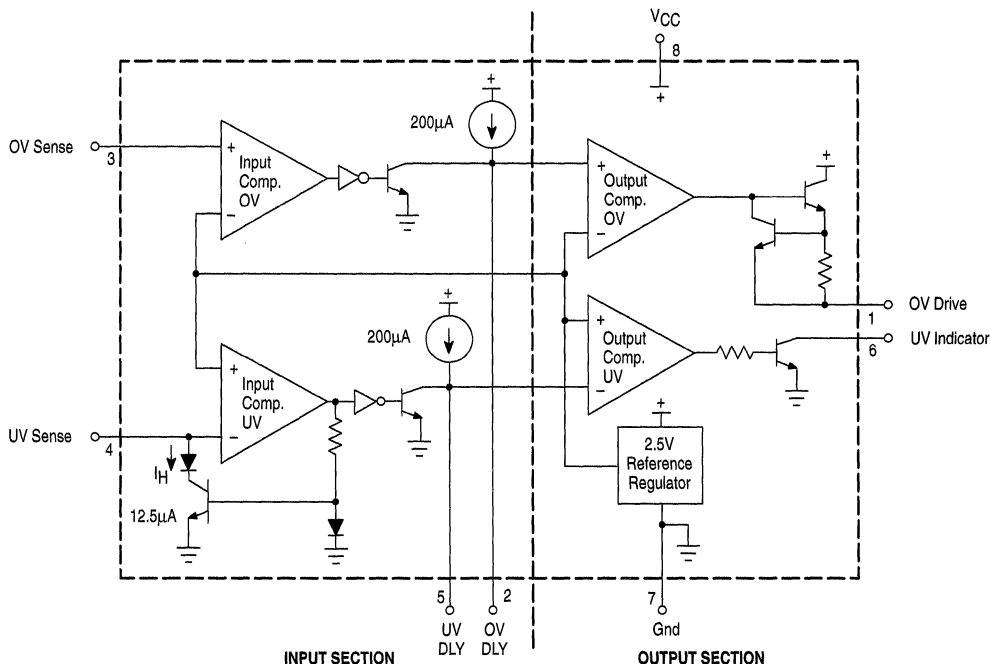 VCC
8
+
+
200µA
OV Sense
3
+
Input
Comp.
OV
−
+
Output
Comp.
OV
−
+
OV Drive
1
+
200µA
UV Indicator
6
+
Input
Comp.
UV
−
+
Output
Comp.
UV
−
UV Sense
4
IH
12.5µA
+
2.5V
Reference
Regulator
5
2
7
UV
DLY
OV
DLY
Gnd
INPUT SECTION
OUTPUT SECTION